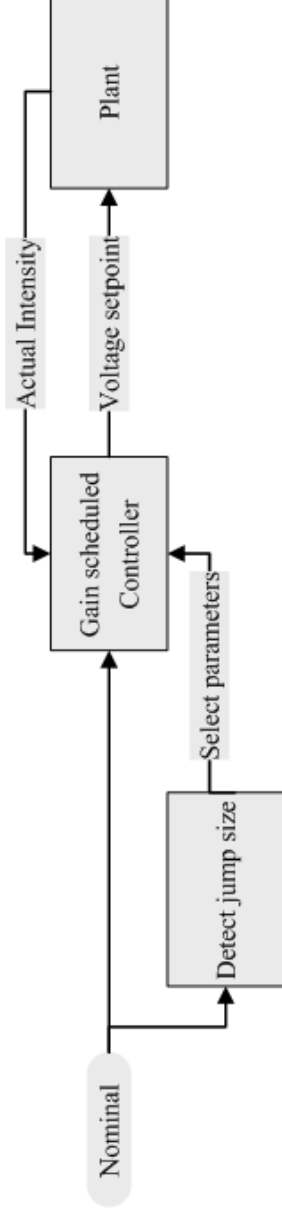 Nominal
Detect jump size
Select parameters
Gain scheduled
Controller
Actual Intensity
Voltage setpoint
Plant